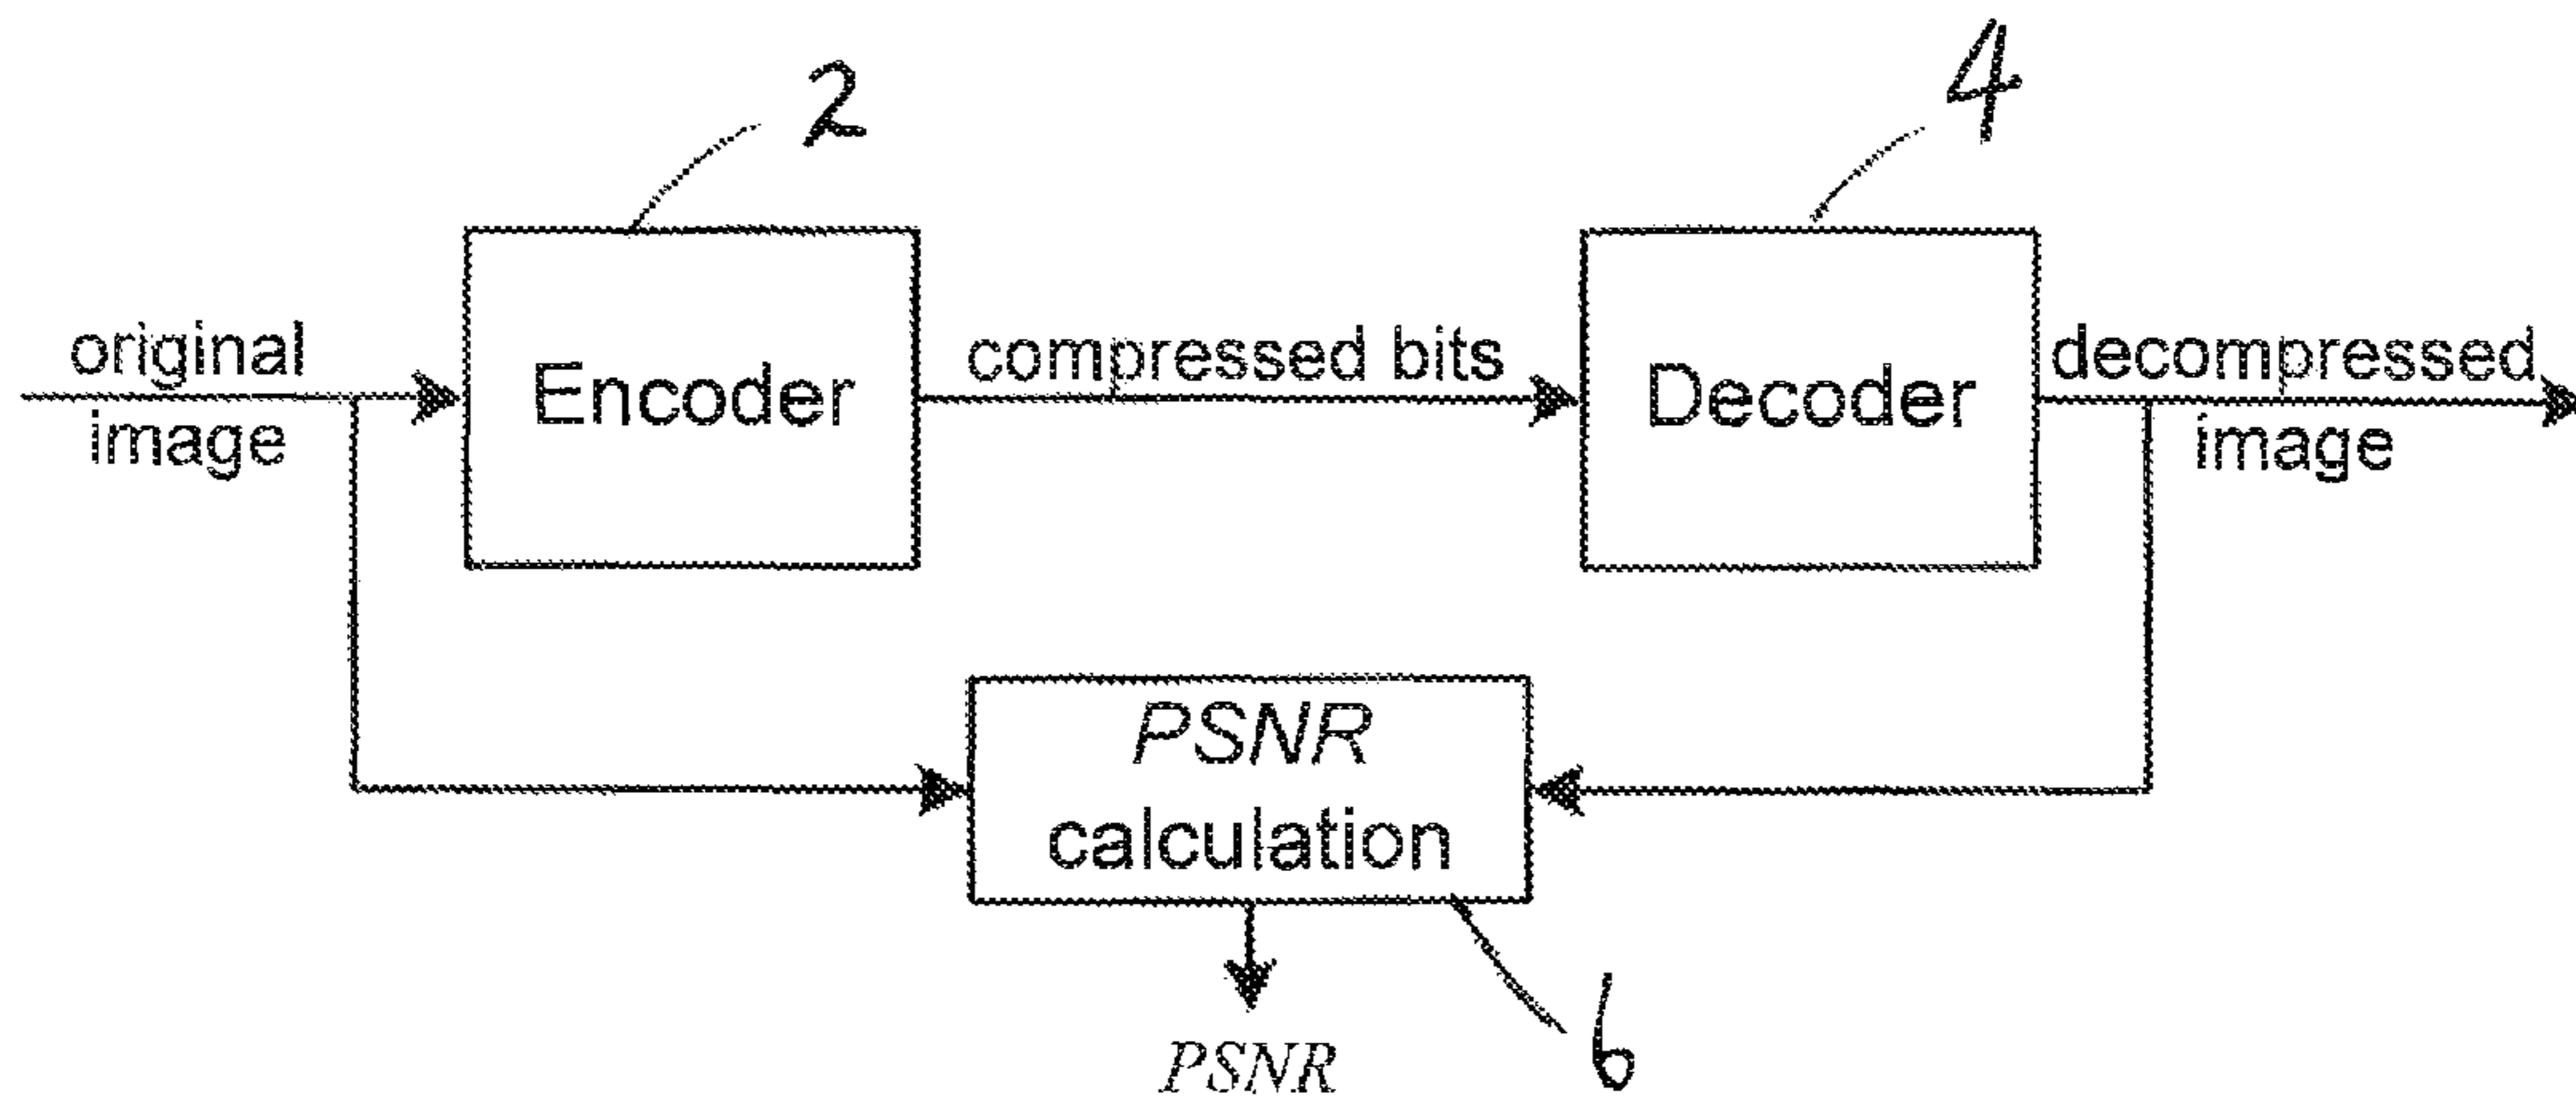 2
4
original
image
Encoder
compressed bits
Decoder
decompressed
image
PSNR
calculation
PSNR
6